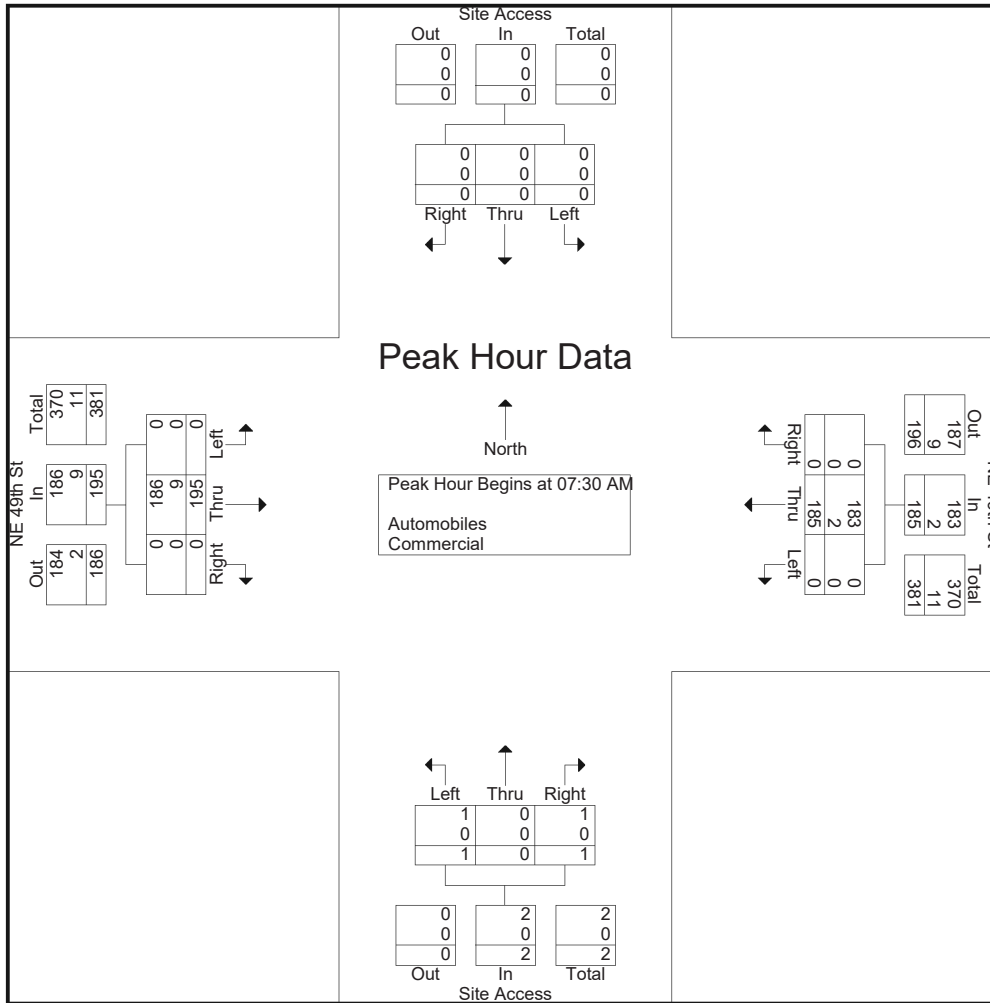 Site Access
Out In Total
0 0 0
0 0 0
0 0 0
0 0 0
0 0 0
0 0 0
Right Thru Left
Peak Hour Data
North
Peak Hour Begins at 07:30 AM
Automobiles
Commercial
NE 49th St
Out In Total
184 186 370
2 9 11
186 195 381
Right Thru Left
0 186 0
0 9 0
0 195 0
Out In Total
187 183 370
9 2 11
196 185 381
Right Thru Left
0 183 0
0 2 0
0 185 0
Left Thru Right
1 0 1
0 0 0
1 0 1
0 2 2
0 0 0
0 2 2
Out In Total
Site Access